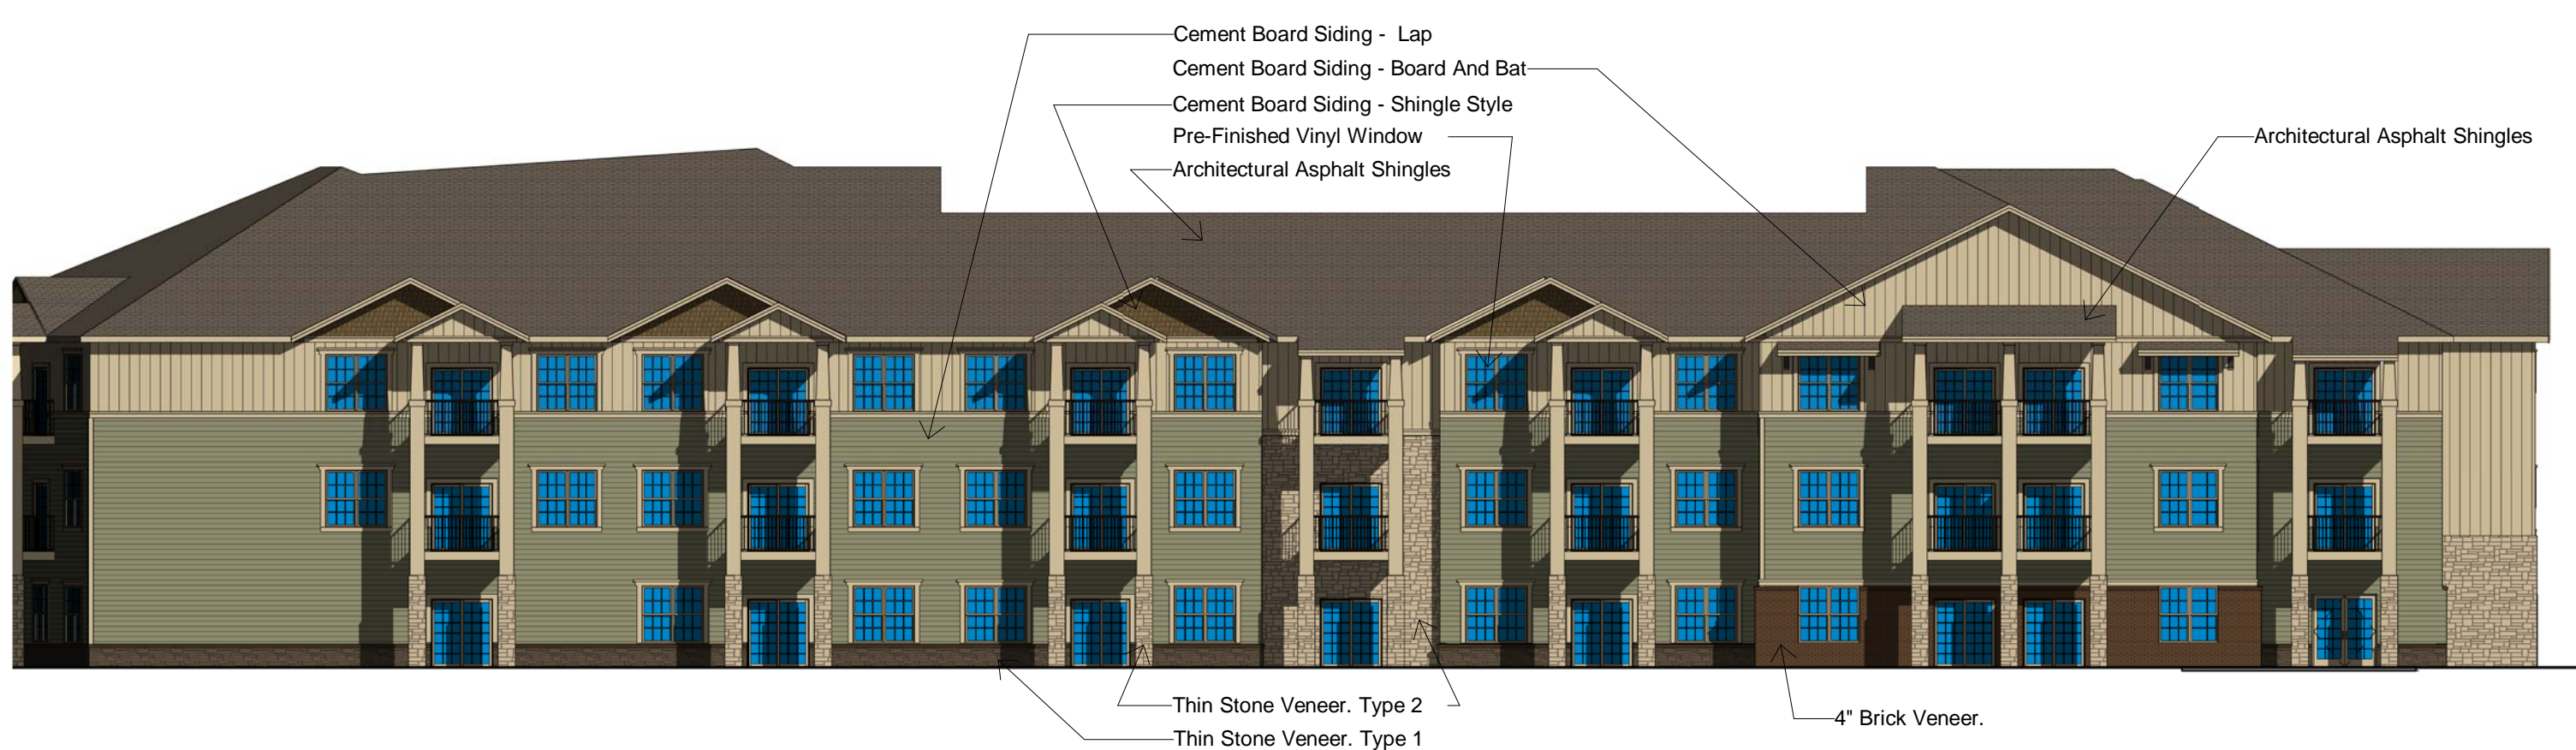 Cement Board Siding - Lap
Cement Board Siding - Board And Bat
Cement Board Siding - Shingle Style
Pre-Finished Vinyl Window
Architectural Asphalt Shingles
Architectural Asphalt Shingles
Thin Stone Veneer. Type 2
4" Brick Veneer.
Thin Stone Veneer. Type 1